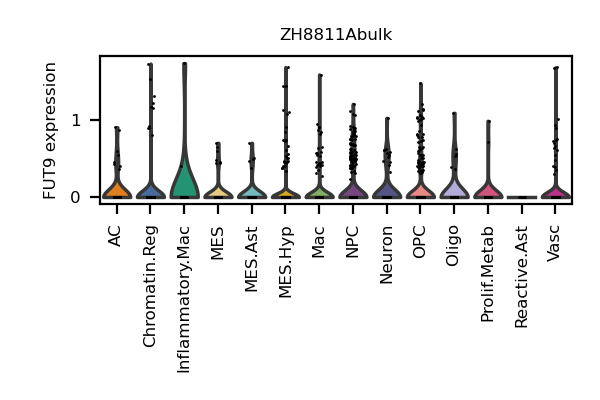 ZH8811Abulk
FUT9 expression
1
0
AC
Chromatin.Reg
Inflammatory.Mac
MES
MES.Ast
MES.Hyp
Mac
NPC
Neuron
OPC
Oligo
Prolif.Metab
Reactive.Ast
Vasc